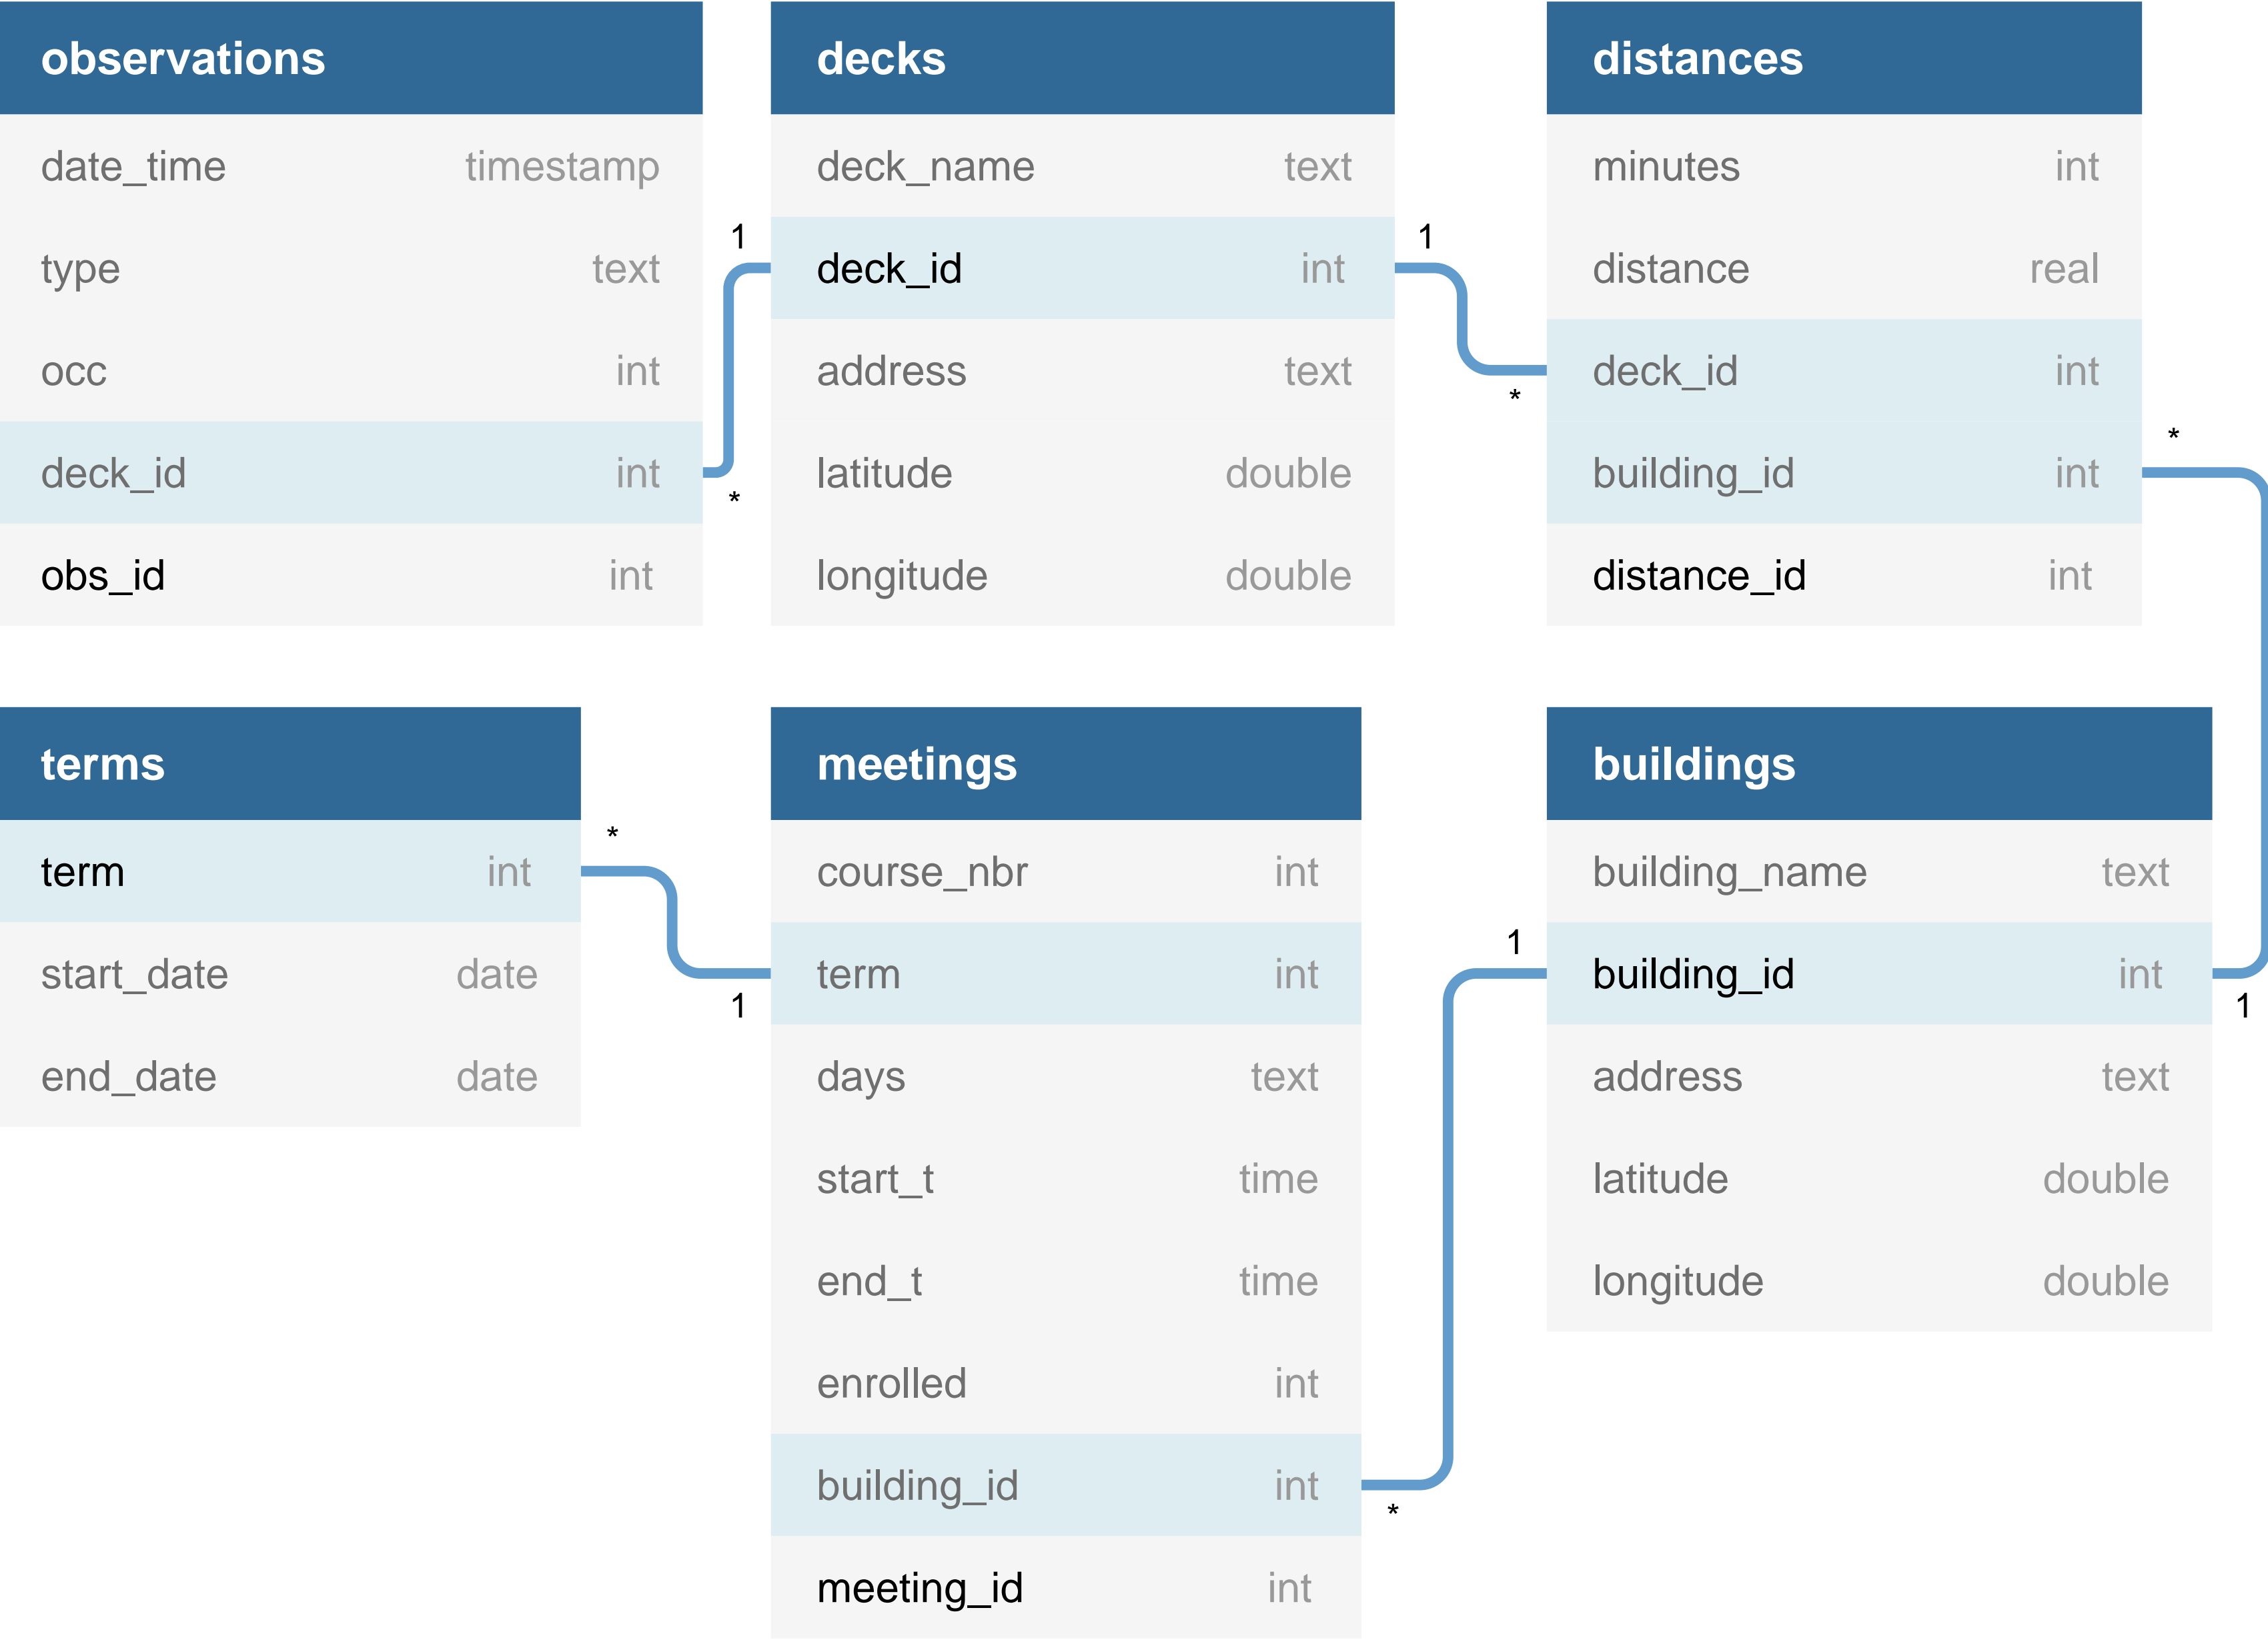 observations
date_time timestamp
type text
occ int
deck_id int
obs_id int
1
*
decks
deck_name text
deck_id int
address text
latitude double
longitude double
1
*
distances
minutes int
distance real
deck_id int
building_id int
distance_id int
*
1
terms
term int
start_date date
end_date date
*
1
meetings
course_nbr int
term int
days text
start_t time
end_t time
enrolled int
building_id int
meeting_id int
1
*
buildings
building_name text
building_id int
address text
latitude double
longitude double